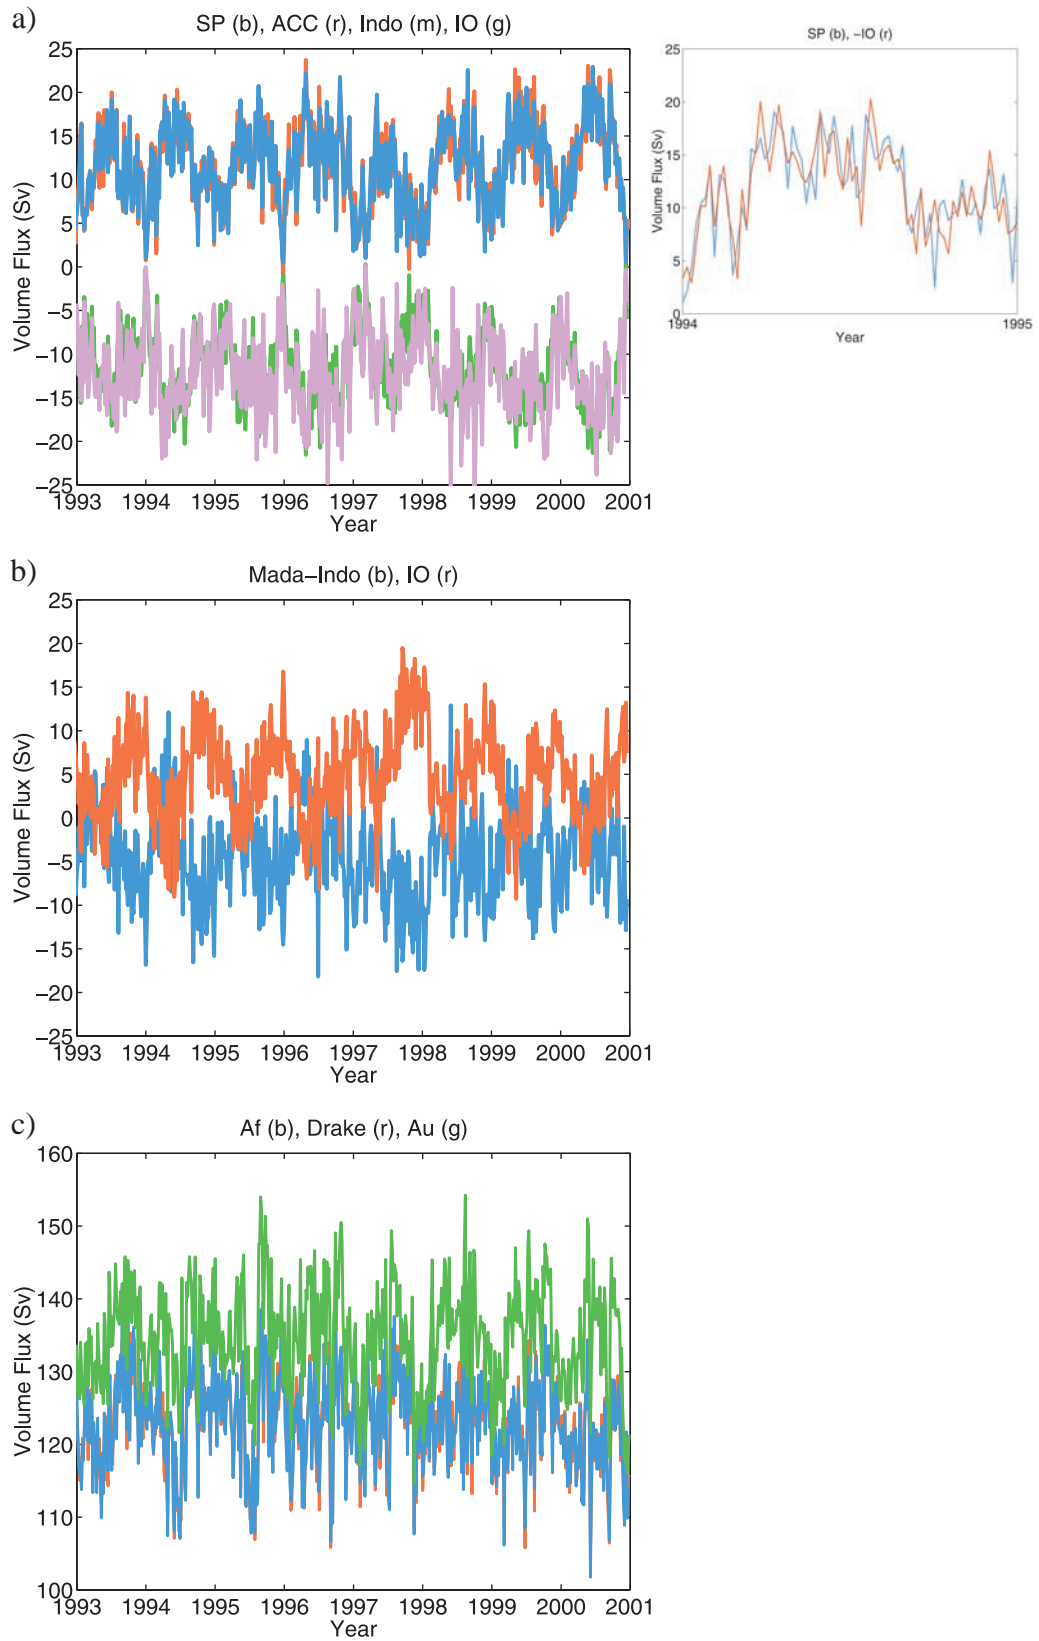 a)
SP (b), ACC (r), Indo (m), IO (g)
25
20
15
10
5
0
−5
−10
−15
−20
−25
Volume Flux (Sv)
1993 1994 1995 1996 1997 1998 1999 2000 2001
Year
SP (b), −IO (r)
25
20
15
10
5
0
Volume Flux (Sv)
1994 1995
Year
b)
Mada−Indo (b), IO (r)
25
20
15
10
5
0
−5
−10
−15
−20
−25
Volume Flux (Sv)
1993 1994 1995 1996 1997 1998 1999 2000 2001
Year
c)
Af (b), Drake (r), Au (g)
160
150
140
130
120
110
100
Volume Flux (Sv)
1993 1994 1995 1996 1997 1998 1999 2000 2001
Year